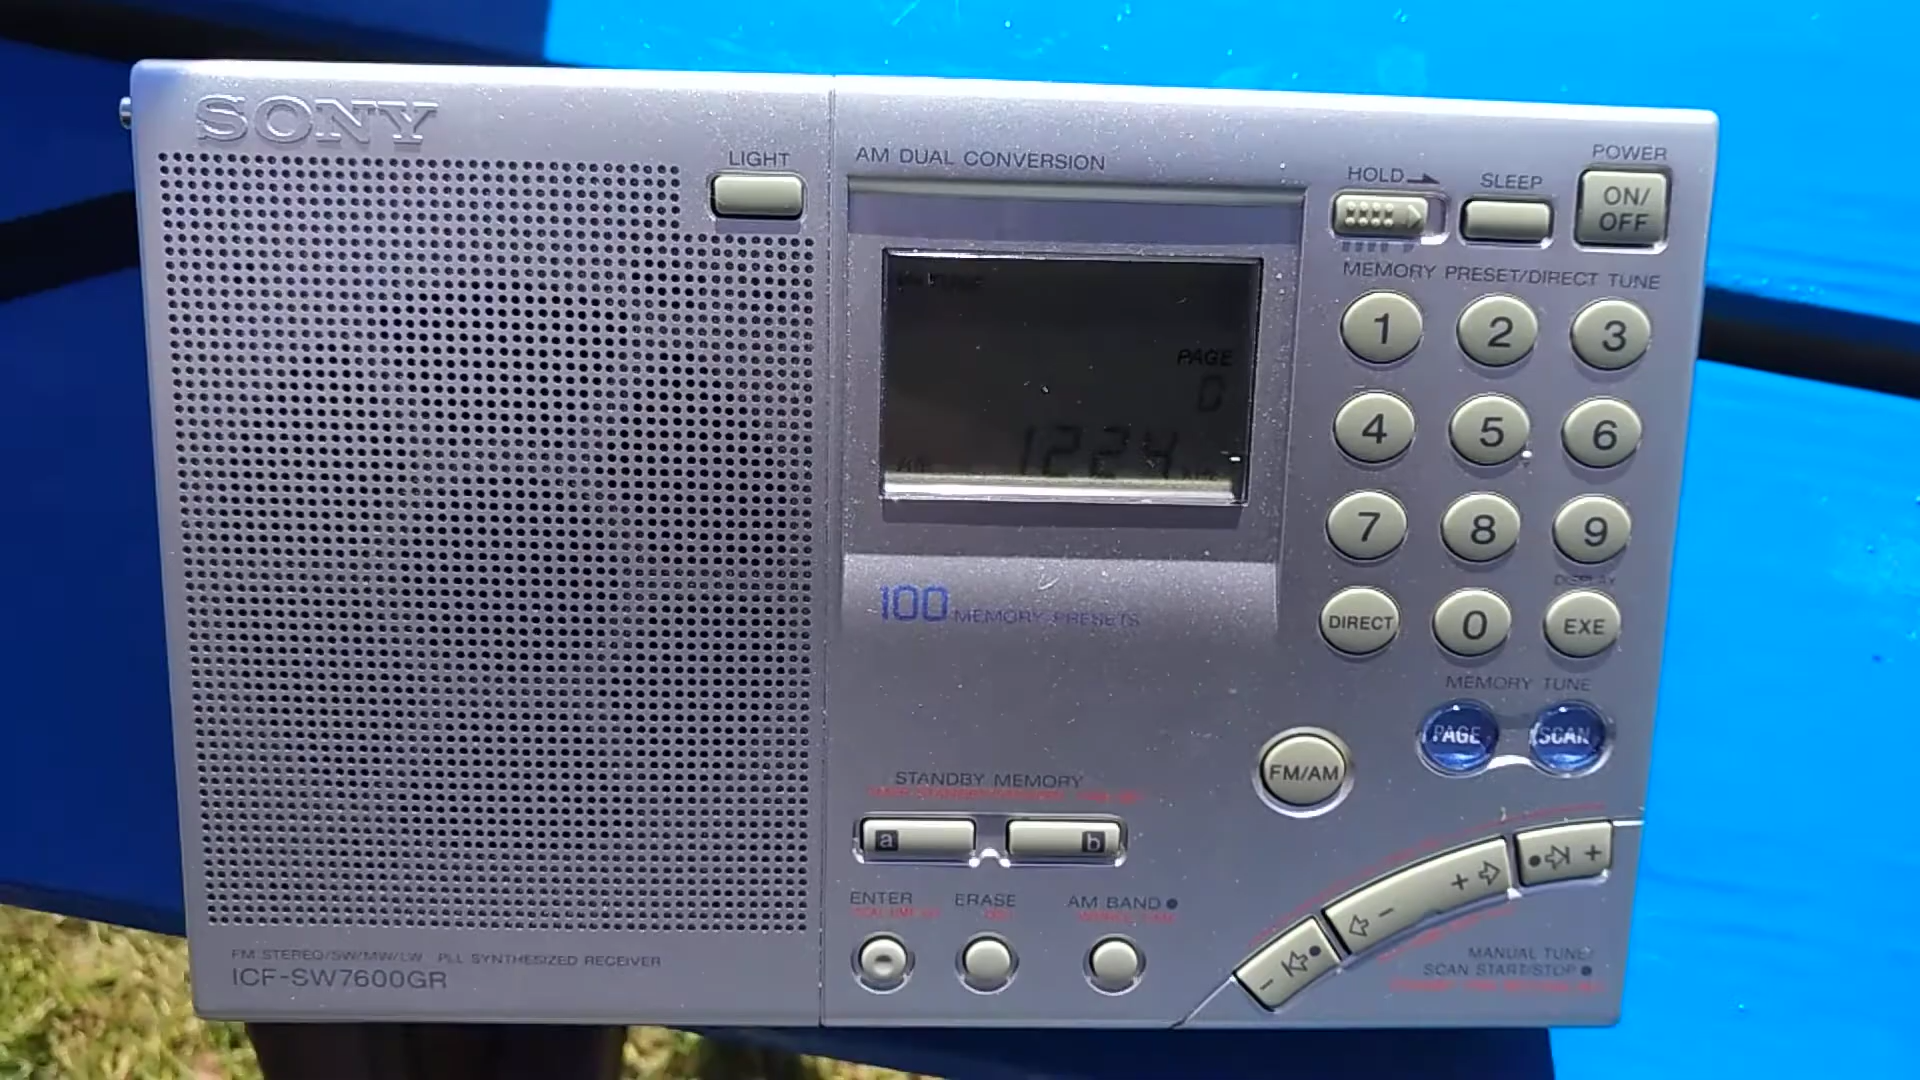 SONY
LIGHT
AM DUAL CONVERSION
HOLD
SLEEP
POWER
ON/
OFF
MEMORY PRESET/DIRECT TUNE
PAGE
0
1224
1
2
3
4
5
6
7
8
9
DISPLAY
DIRECT
0
EXE
100 MEMORY PRESETS
MEMORY TUNE
PAGE
SCAN
FM/AM
STANDBY MEMORY
a
b
ENTER
ERASE
AM BAND ●
+
● +
-
- ●
MANUAL TUNE/
SCAN START/STOP ●
FM STEREO/SW/MW/LW PLL SYNTHESIZED RECEIVER
ICF-SW7600GR